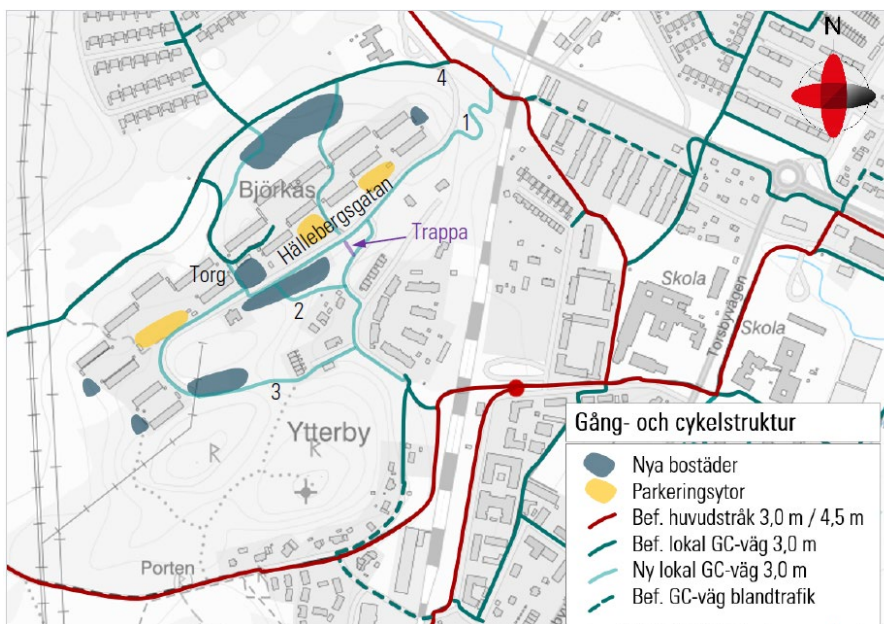 N
4
1
Björkås
Hällebergsgatan
Trappa
Torg
2
3
Skola
Torsbyvägen
Skola
Ytterby
R
R
Porten
R
Gång- och cykelstruktur
Nya bostäder
Parkeringsytor
Bef. huvudstråk 3,0 m / 4,5 m
Bef. lokal GC-väg 3,0 m
Ny lokal GC-väg 3,0 m
Bef. GC-väg blandtrafik